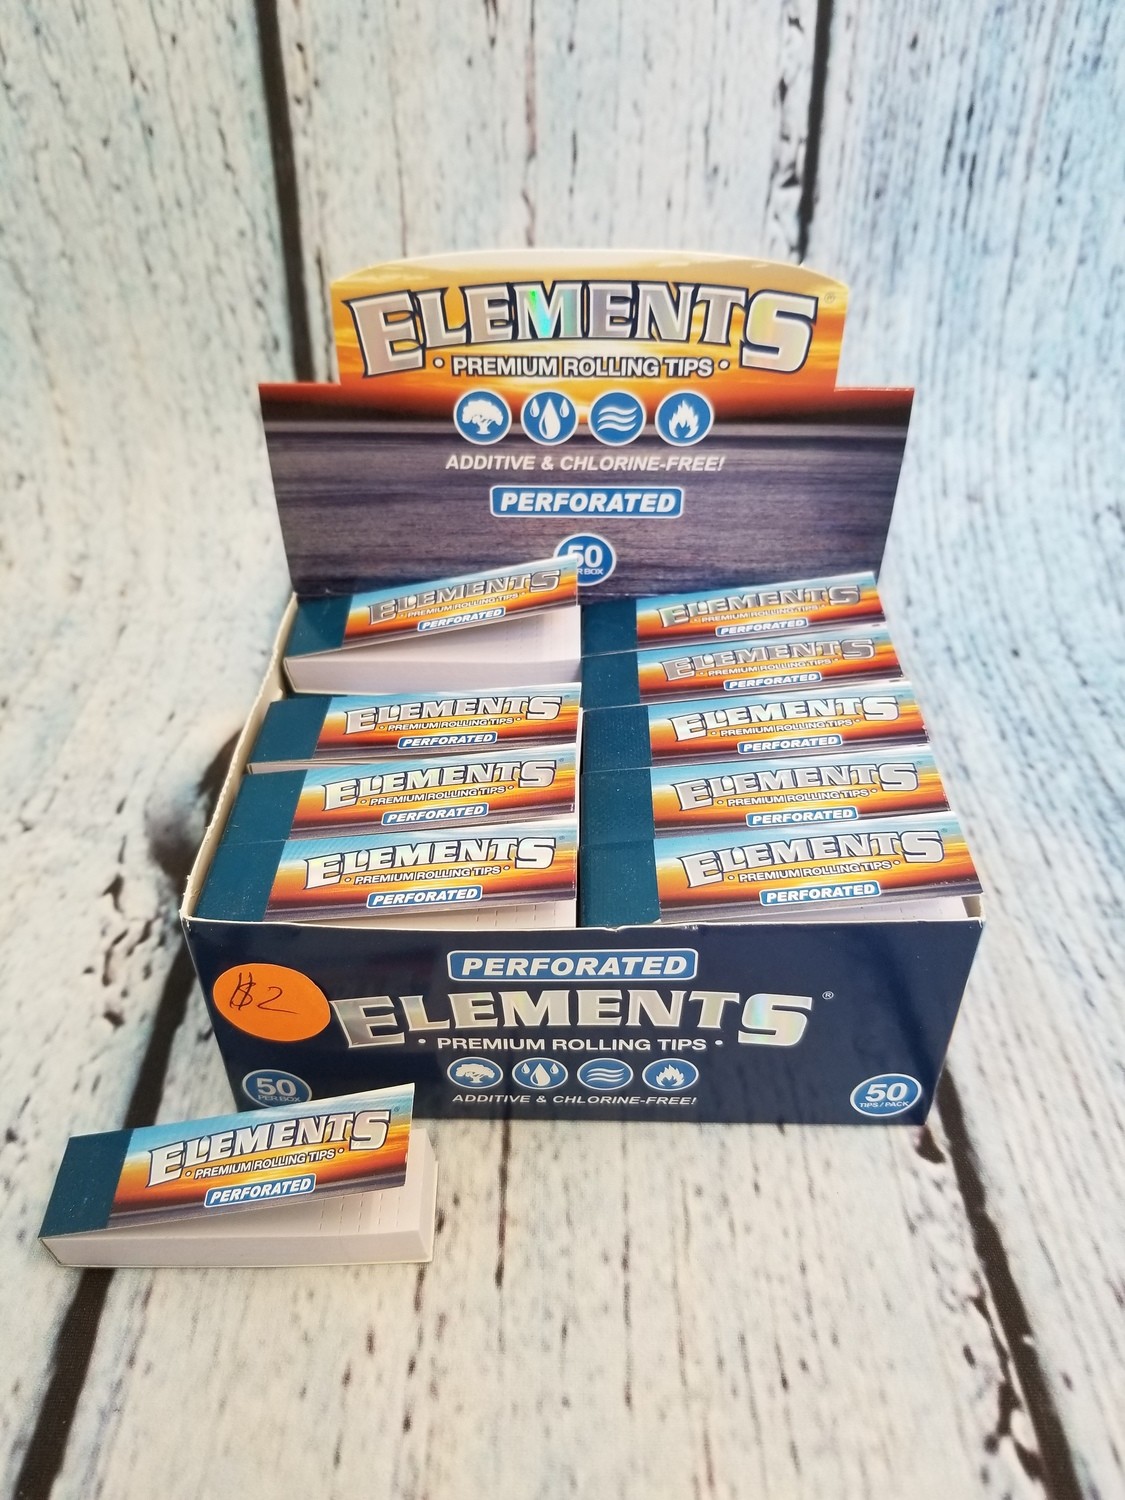 ELEMENTS®
• PREMIUM ROLLING TIPS •
ADDITIVE & CHLORINE-FREE!
PERFORATED
50
PER BOX
ELEMENTS
PREMIUM ROLLING TIPS
PERFORATED
ELEMENTS
• PREMIUM ROLLING TIPS •
PERFORATED
ELEMENTS
PREMIUM ROLLING TIPS
PERFORATED
ELEMENTS
• PREMIUM ROLLING TIPS •
PERFORATED
ELEMENTS
• PREMIUM ROLLING TIPS •
PERFORATED
ELEMENTS
• PREMIUM ROLLING TIPS •
PERFORATED
ELEMENTS
• PREMIUM ROLLING TIPS •
PERFORATED
ELEMENTS
• PREMIUM ROLLING TIPS •
PERFORATED
ELEMENTS
• PREMIUM ROLLING TIPS •
PERFORATED
PERFORATED
$2
ELEMENTS®
• PREMIUM ROLLING TIPS •
ADDITIVE & CHLORINE-FREE!
50
PER BOX
50
TIPS / PACK
ELEMENTS®
• PREMIUM ROLLING TIPS •
PERFORATED